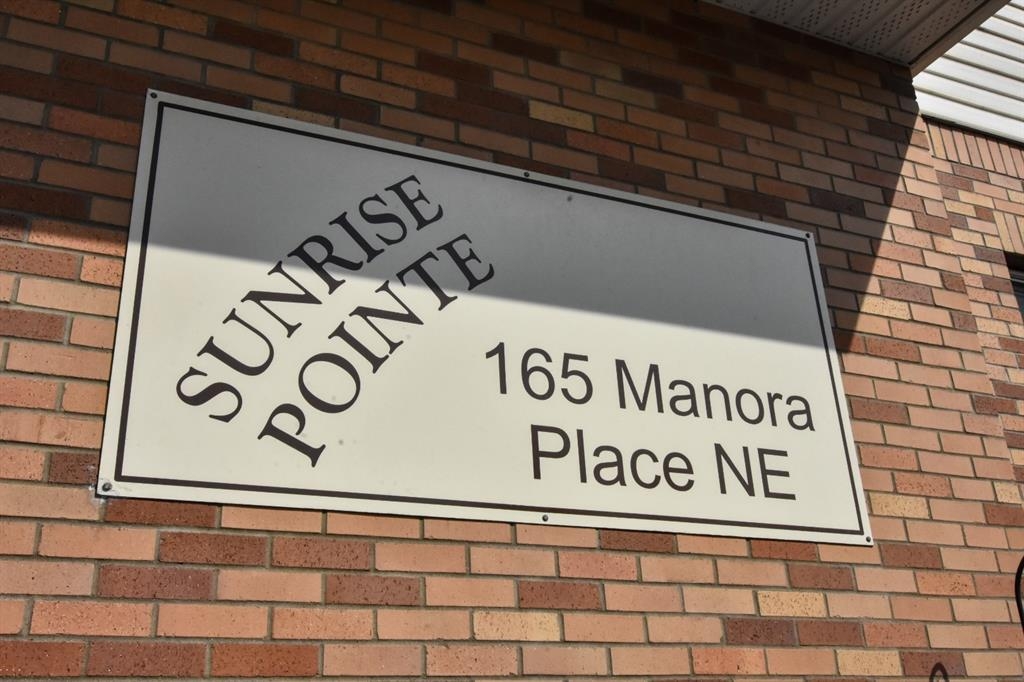 SUNRISE
POINTE
165 Manora
Place NE